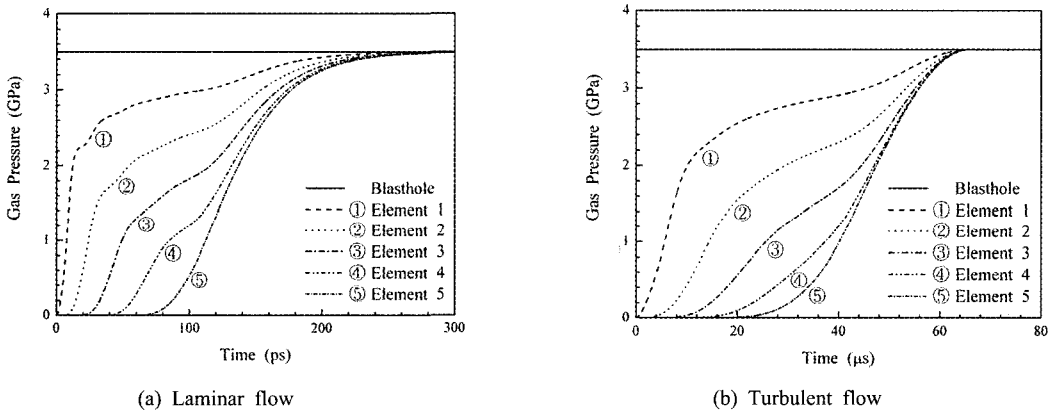 4
3
2
1
0
Gas Pressure (GPa)
①
②
③
④
⑤
Blasthole
① Element 1
② Element 2
③ Element 3
④ Element 4
⑤ Element 5
0 100 200 300
Time (ps)
(a) Laminar flow
4
3
2
1
0
Gas Pressure (GPa)
①
②
③
④
⑤
Blasthole
① Element 1
② Element 2
③ Element 3
④ Element 4
⑤ Element 5
0 20 40 60 80
Time (μs)
(b) Turbulent flow